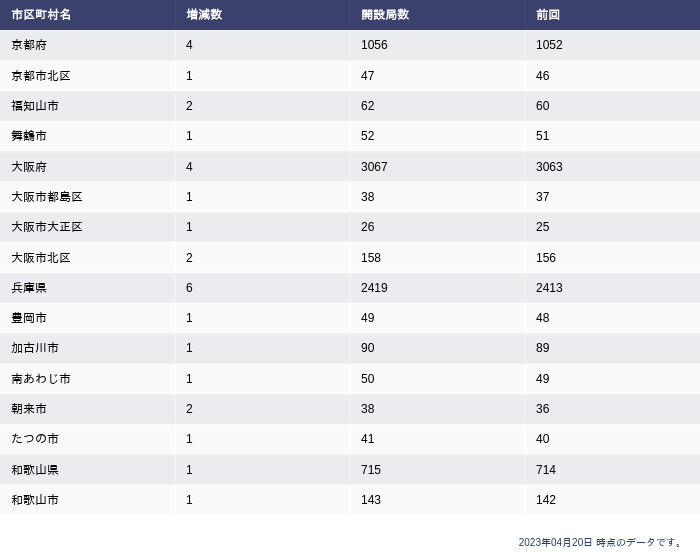 市区町村名 増減数 開設局数 前回
京都府 4 1056 1052
京都市北区 1 47 46
福知山市 2 62 60
舞鶴市 1 52 51
大阪府 4 3067 3063
大阪市都島区 1 38 37
大阪市大正区 1 26 25
大阪市北区 2 158 156
兵庫県 6 2419 2413
豊岡市 1 49 48
加古川市 1 90 89
南あわじ市 1 50 49
朝来市 2 38 36
たつの市 1 41 40
和歌山県 1 715 714
和歌山市 1 143 142
2023年04月20日 時点のデータです。